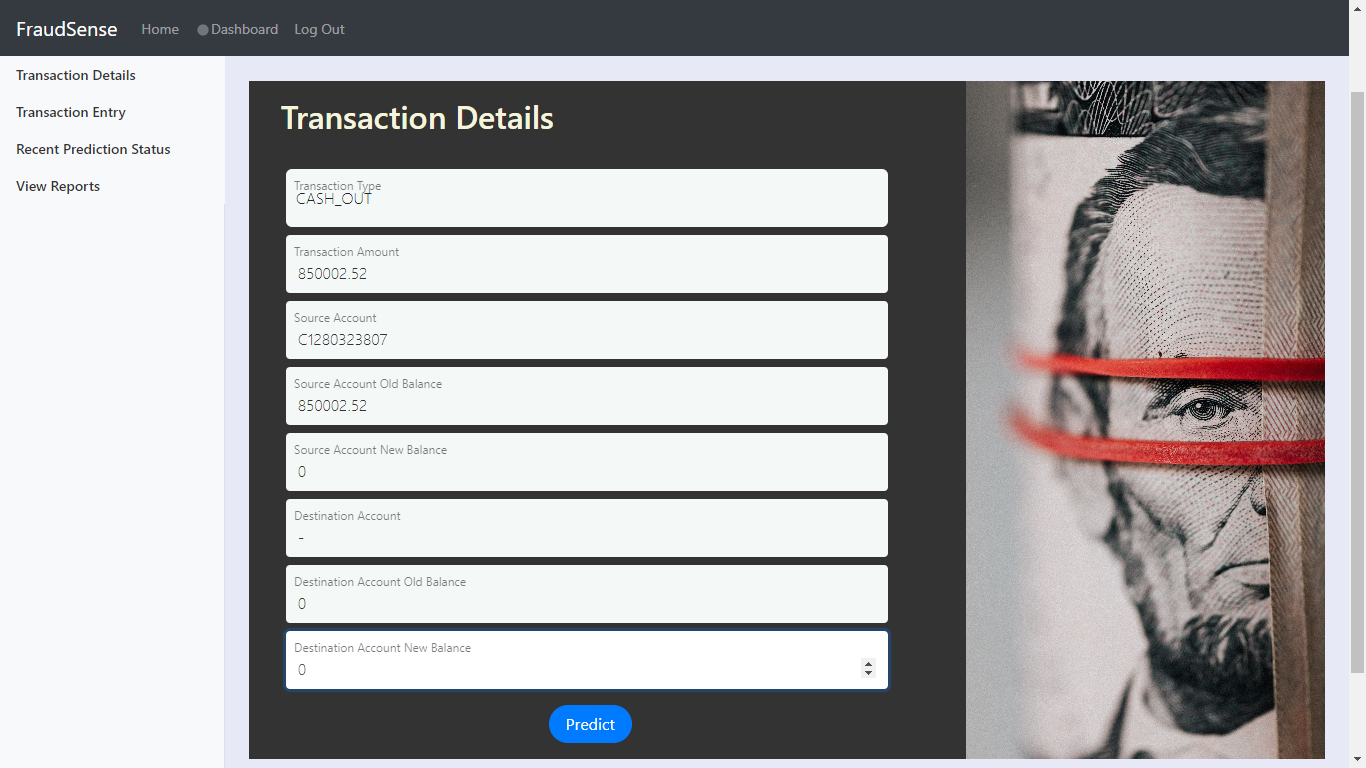 FraudSense Home Dashboard Log Out
Transaction Details
Transaction Entry
Recent Prediction Status
View Reports
Transaction Details
Transaction Type
CASH_OUT
Transaction Amount
850002.52
Source Account
C1280323807
Source Account Old Balance
850002.52
Source Account New Balance
0
Destination Account
-
Destination Account Old Balance
0
Destination Account New Balance
0
Predict